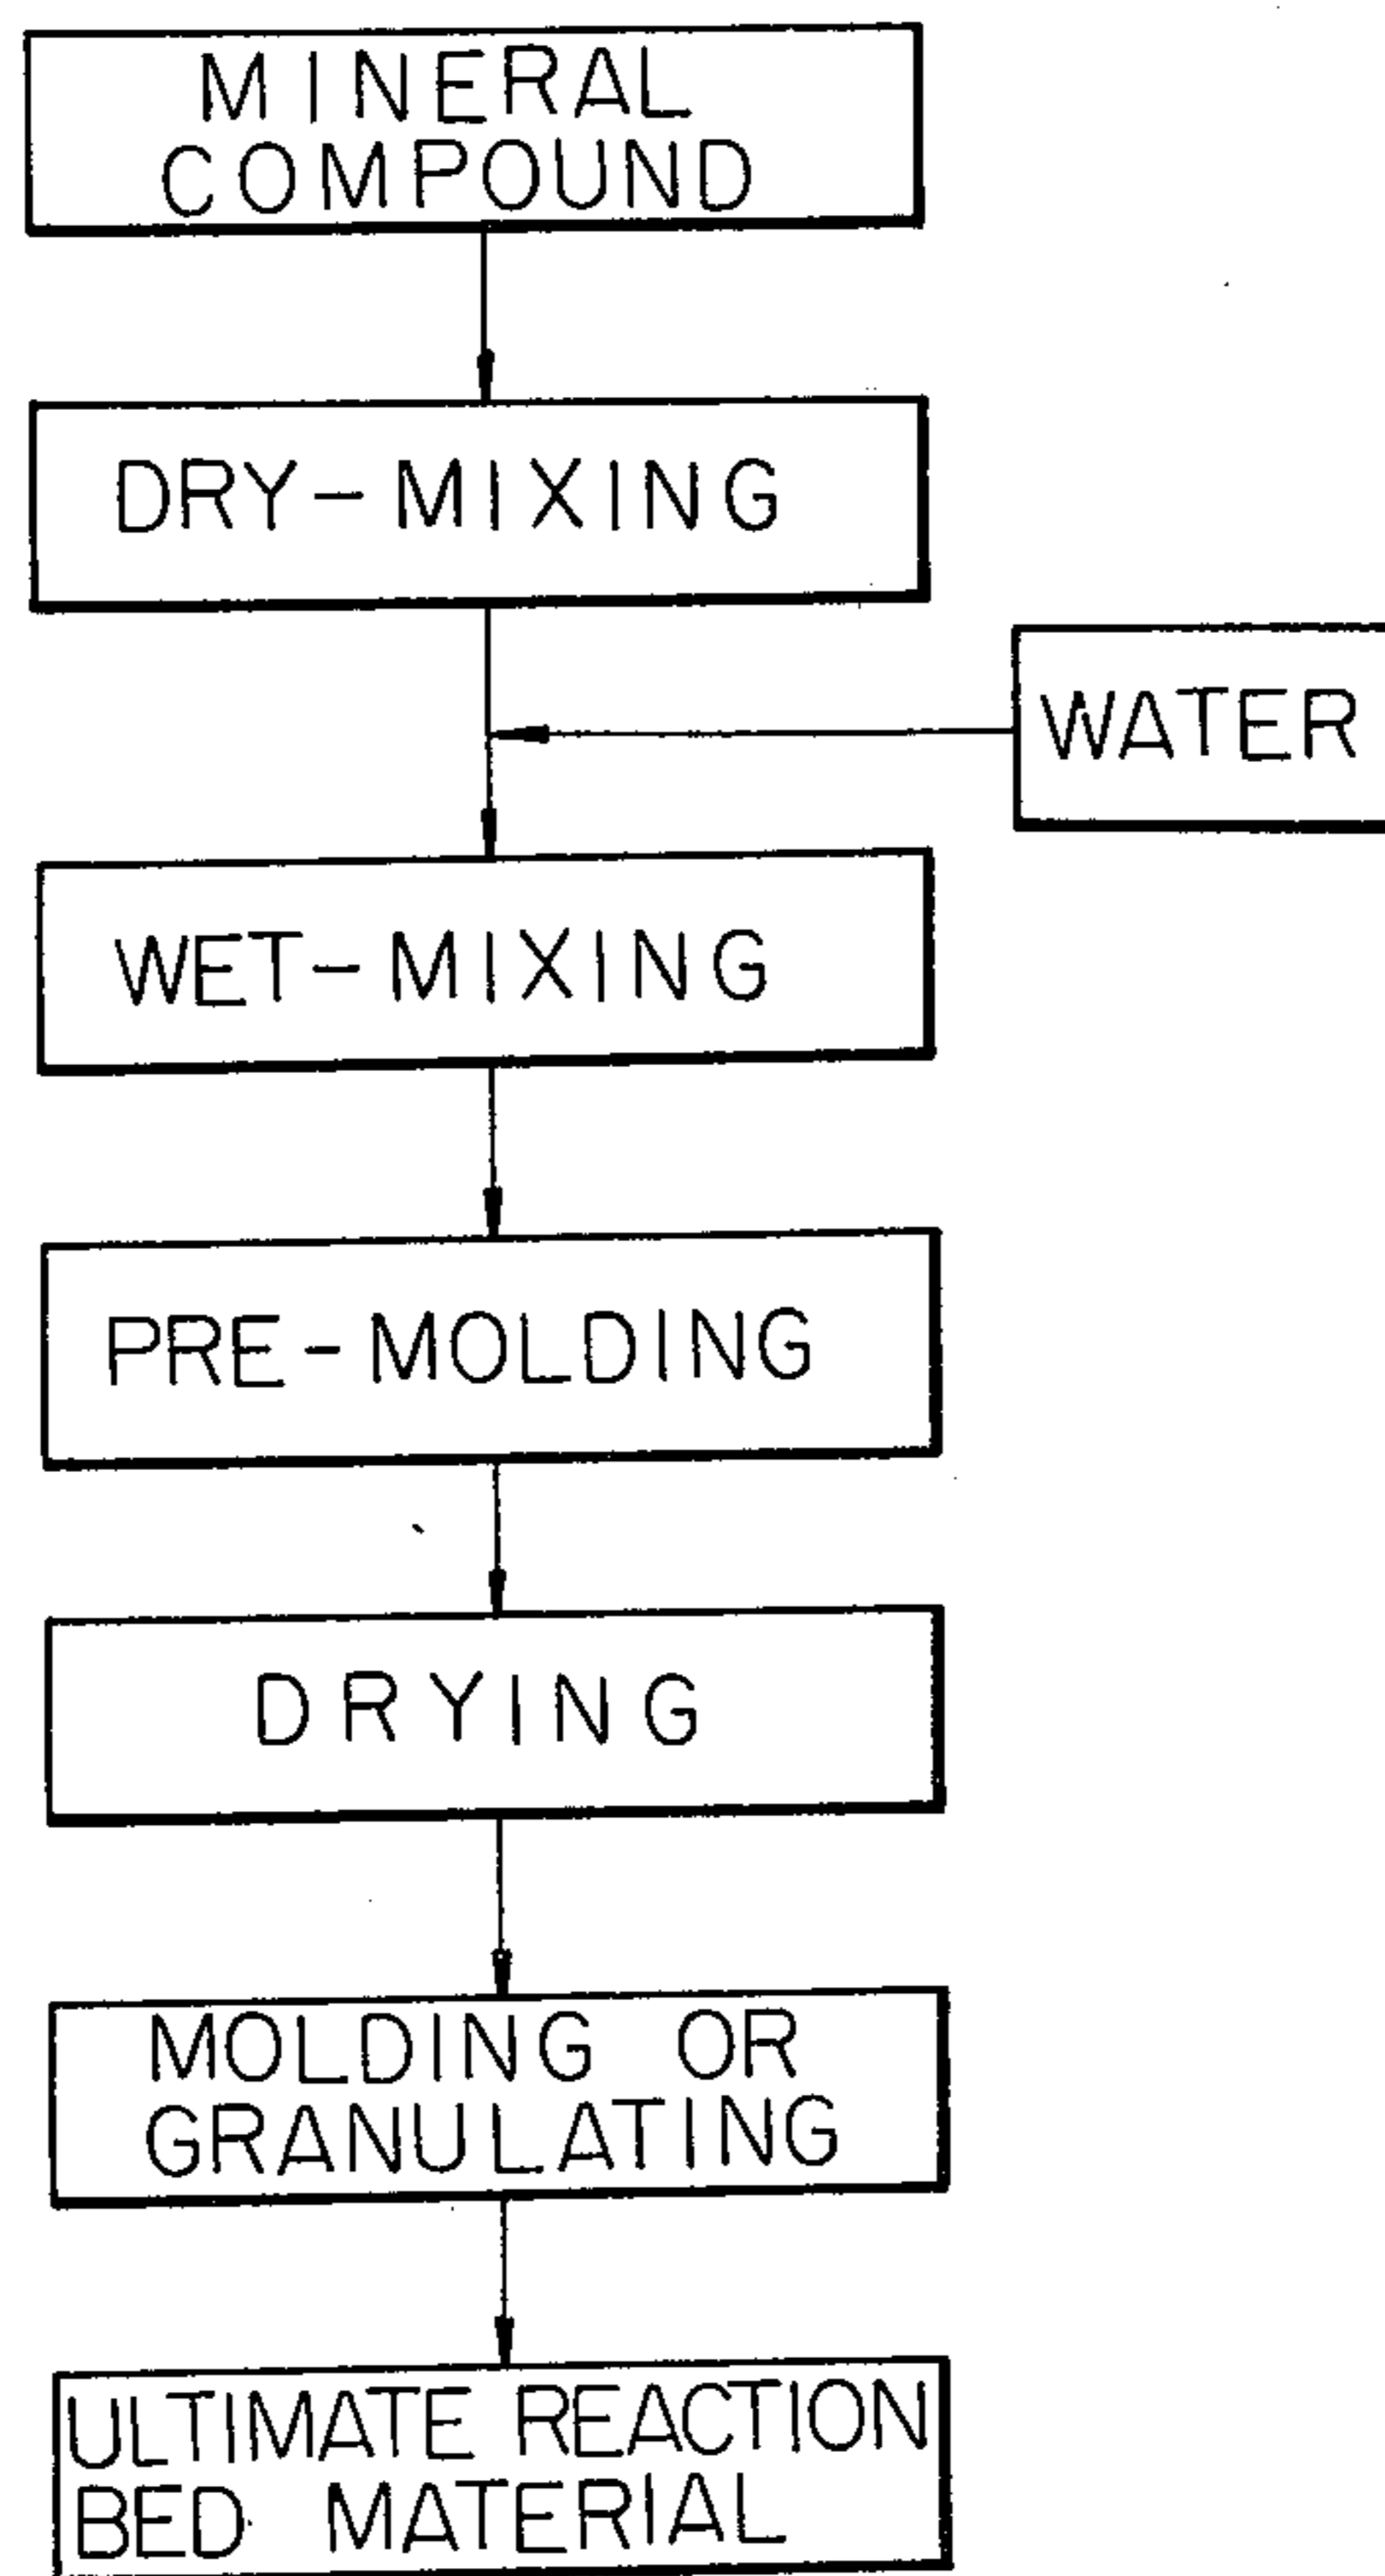 MINERAL
COMPOUND
DRY-MIXING
WATER
WET-MIXING
PRE-MOLDING
DRYING
MOLDING OR
GRANULATING
ULTIMATE REACTION
BED MATERIAL